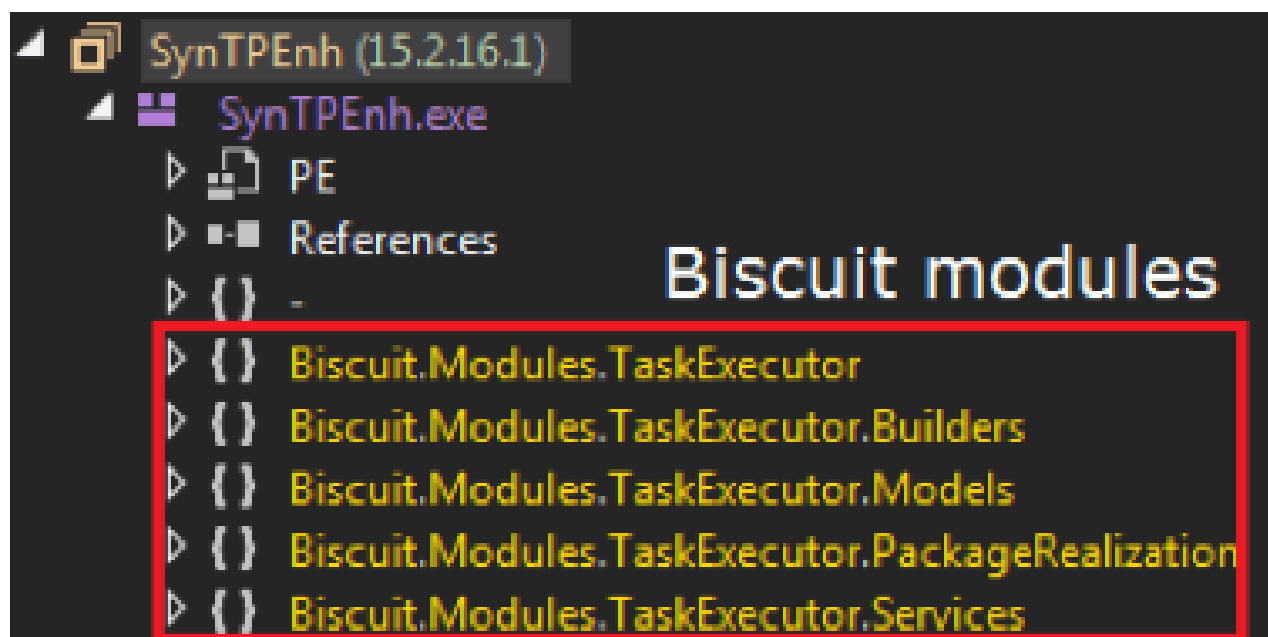 SynTPEnh (15.2.16.1)
SynTPEnh.exe
PE
References
Biscuit modules
{ } -
{ } Biscuit.Modules.TaskExecutor
{ } Biscuit.Modules.TaskExecutor.Builders
{ } Biscuit.Modules.TaskExecutor.Models
{ } Biscuit.Modules.TaskExecutor.PackageRealization
{ } Biscuit.Modules.TaskExecutor.Services